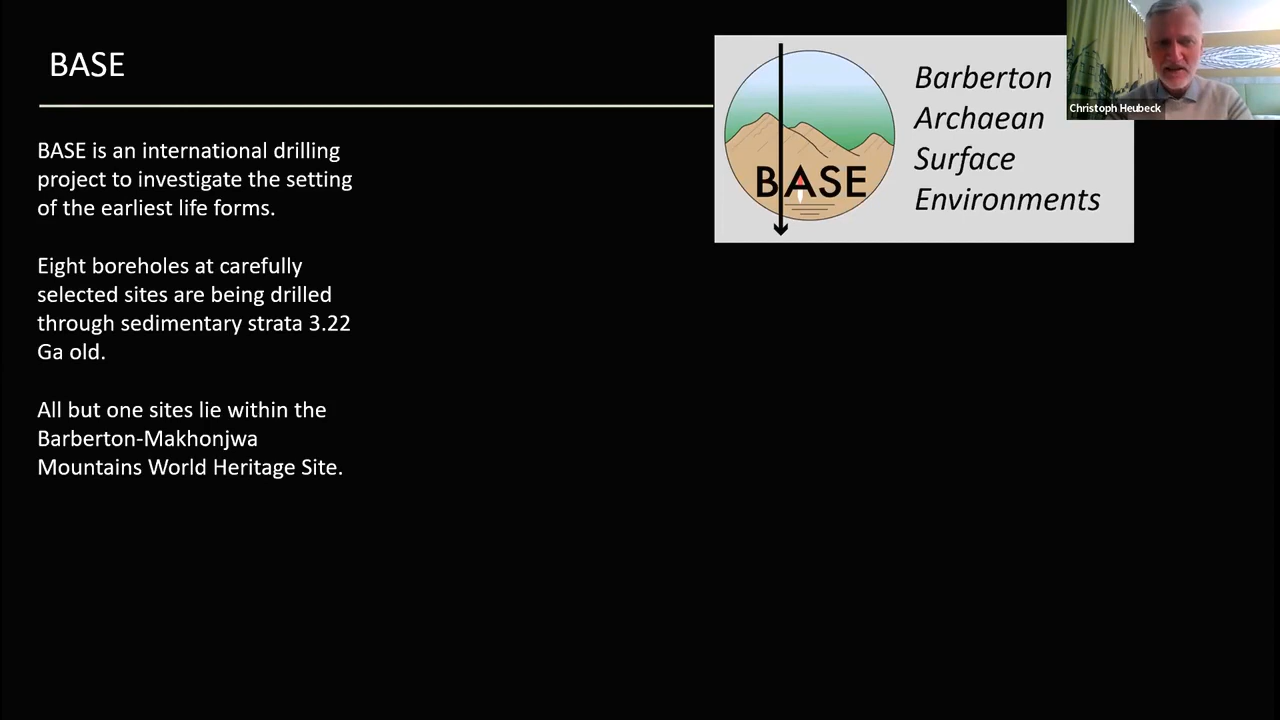 BASE
BASE is an international drilling
project to investigate the setting
of the earliest life forms.
Eight boreholes at carefully
selected sites are being drilled
through sedimentary strata 3.22
Ga old.
All but one sites lie within the
Barberton-Makhonjwa
Mountains World Heritage Site.
BASE
Barberton
Archaean
Surface
Environments
Christoph Heubeck